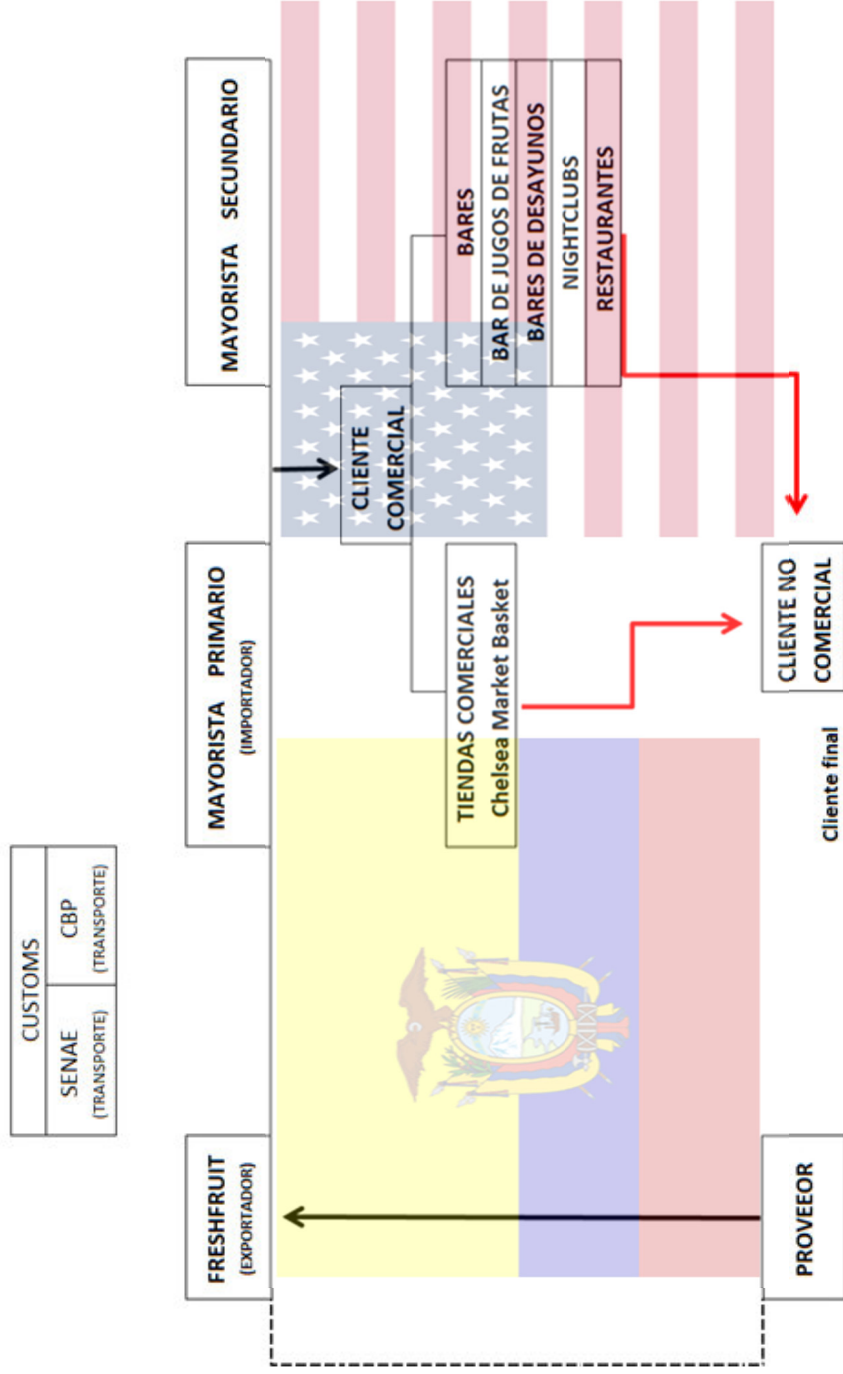 CUSTOMS
SENAE
(TRANSPORTE)
CBP
(TRANSPORTE)
FRESHFRUIT
(EXPORTADOR)
MAYORISTA PRIMARIO
(IMPORTADOR)
MAYORISTA SECUNDARIO
CLIENTE
COMERCIAL
TIENDAS COMERCIALES
Chelsea Market Basket
BARES
BAR DE JUGOS DE FRUTAS
BARES DE DESAYUNOS
NIGHTCLUBS
RESTAURANTES
PROVEEOR
CLIENTE NO
COMERCIAL
Cliente final